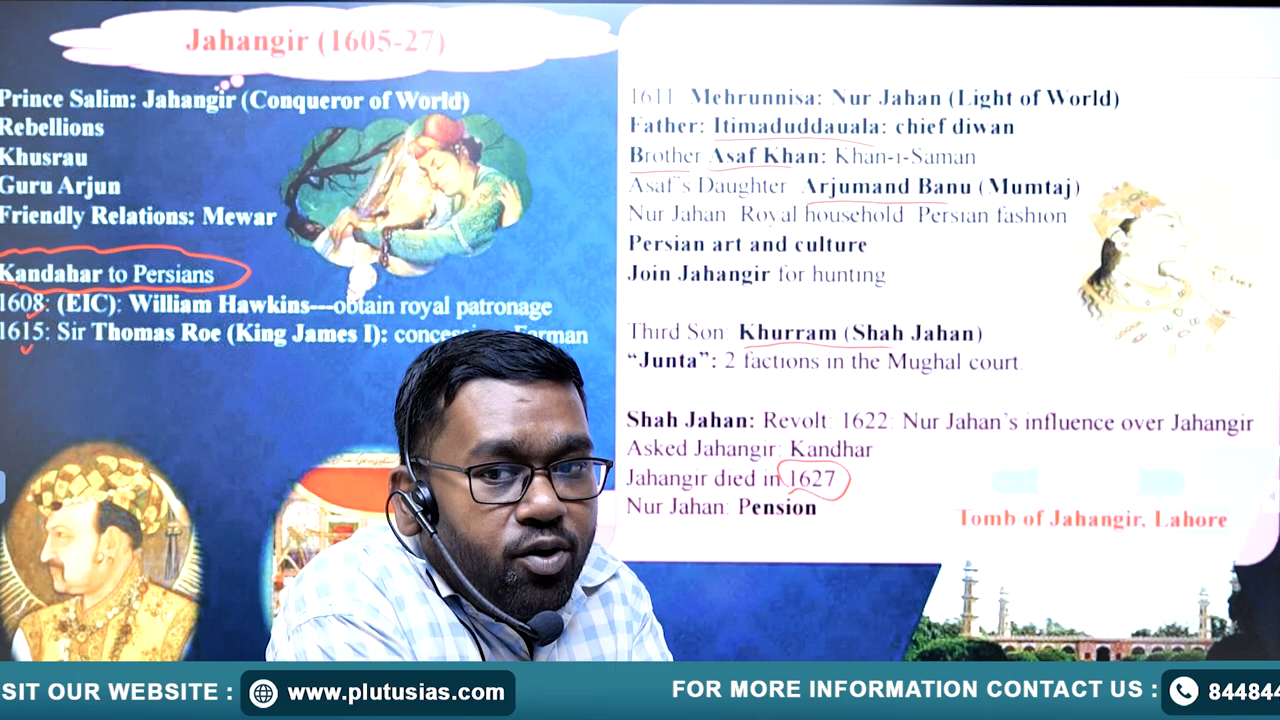 Jahangir (1605-27)
Prince Salim: Jahangir (Conqueror of World)
Rebellions
Khusrau
Guru Arjun
Friendly Relations: Mewar
Kandahar to Persians
1608: (EIC): William Hawkins---obtain royal patronage
1615: Sir Thomas Roe (King James I): Farman
1611: Mehrunnisa: Nur Jahan (Light of World)
Father: Itimaduddauala: chief diwan
Brother Asaf Khan: Khan-i-Saman
Asaf's Daughter: Arjumand Banu (Mumtaj)
Nur Jahan: Royal household: Persian fashion
Persian art and culture
Join Jahangir for hunting
Third Son: Khurram (Shah Jahan)
“Junta”: 2 factions in the Mughal court.
Shah Jahan: Revolt: 1622: Nur Jahan's influence over Jahangir
Asked Jahangir: Kandhar
Jahangir died in 1627
Nur Jahan: Pension
Tomb of Jahangir, Lahore
SIT OUR WEBSITE : www.plutusias.com
FOR MORE INFORMATION CONTACT US : 844844